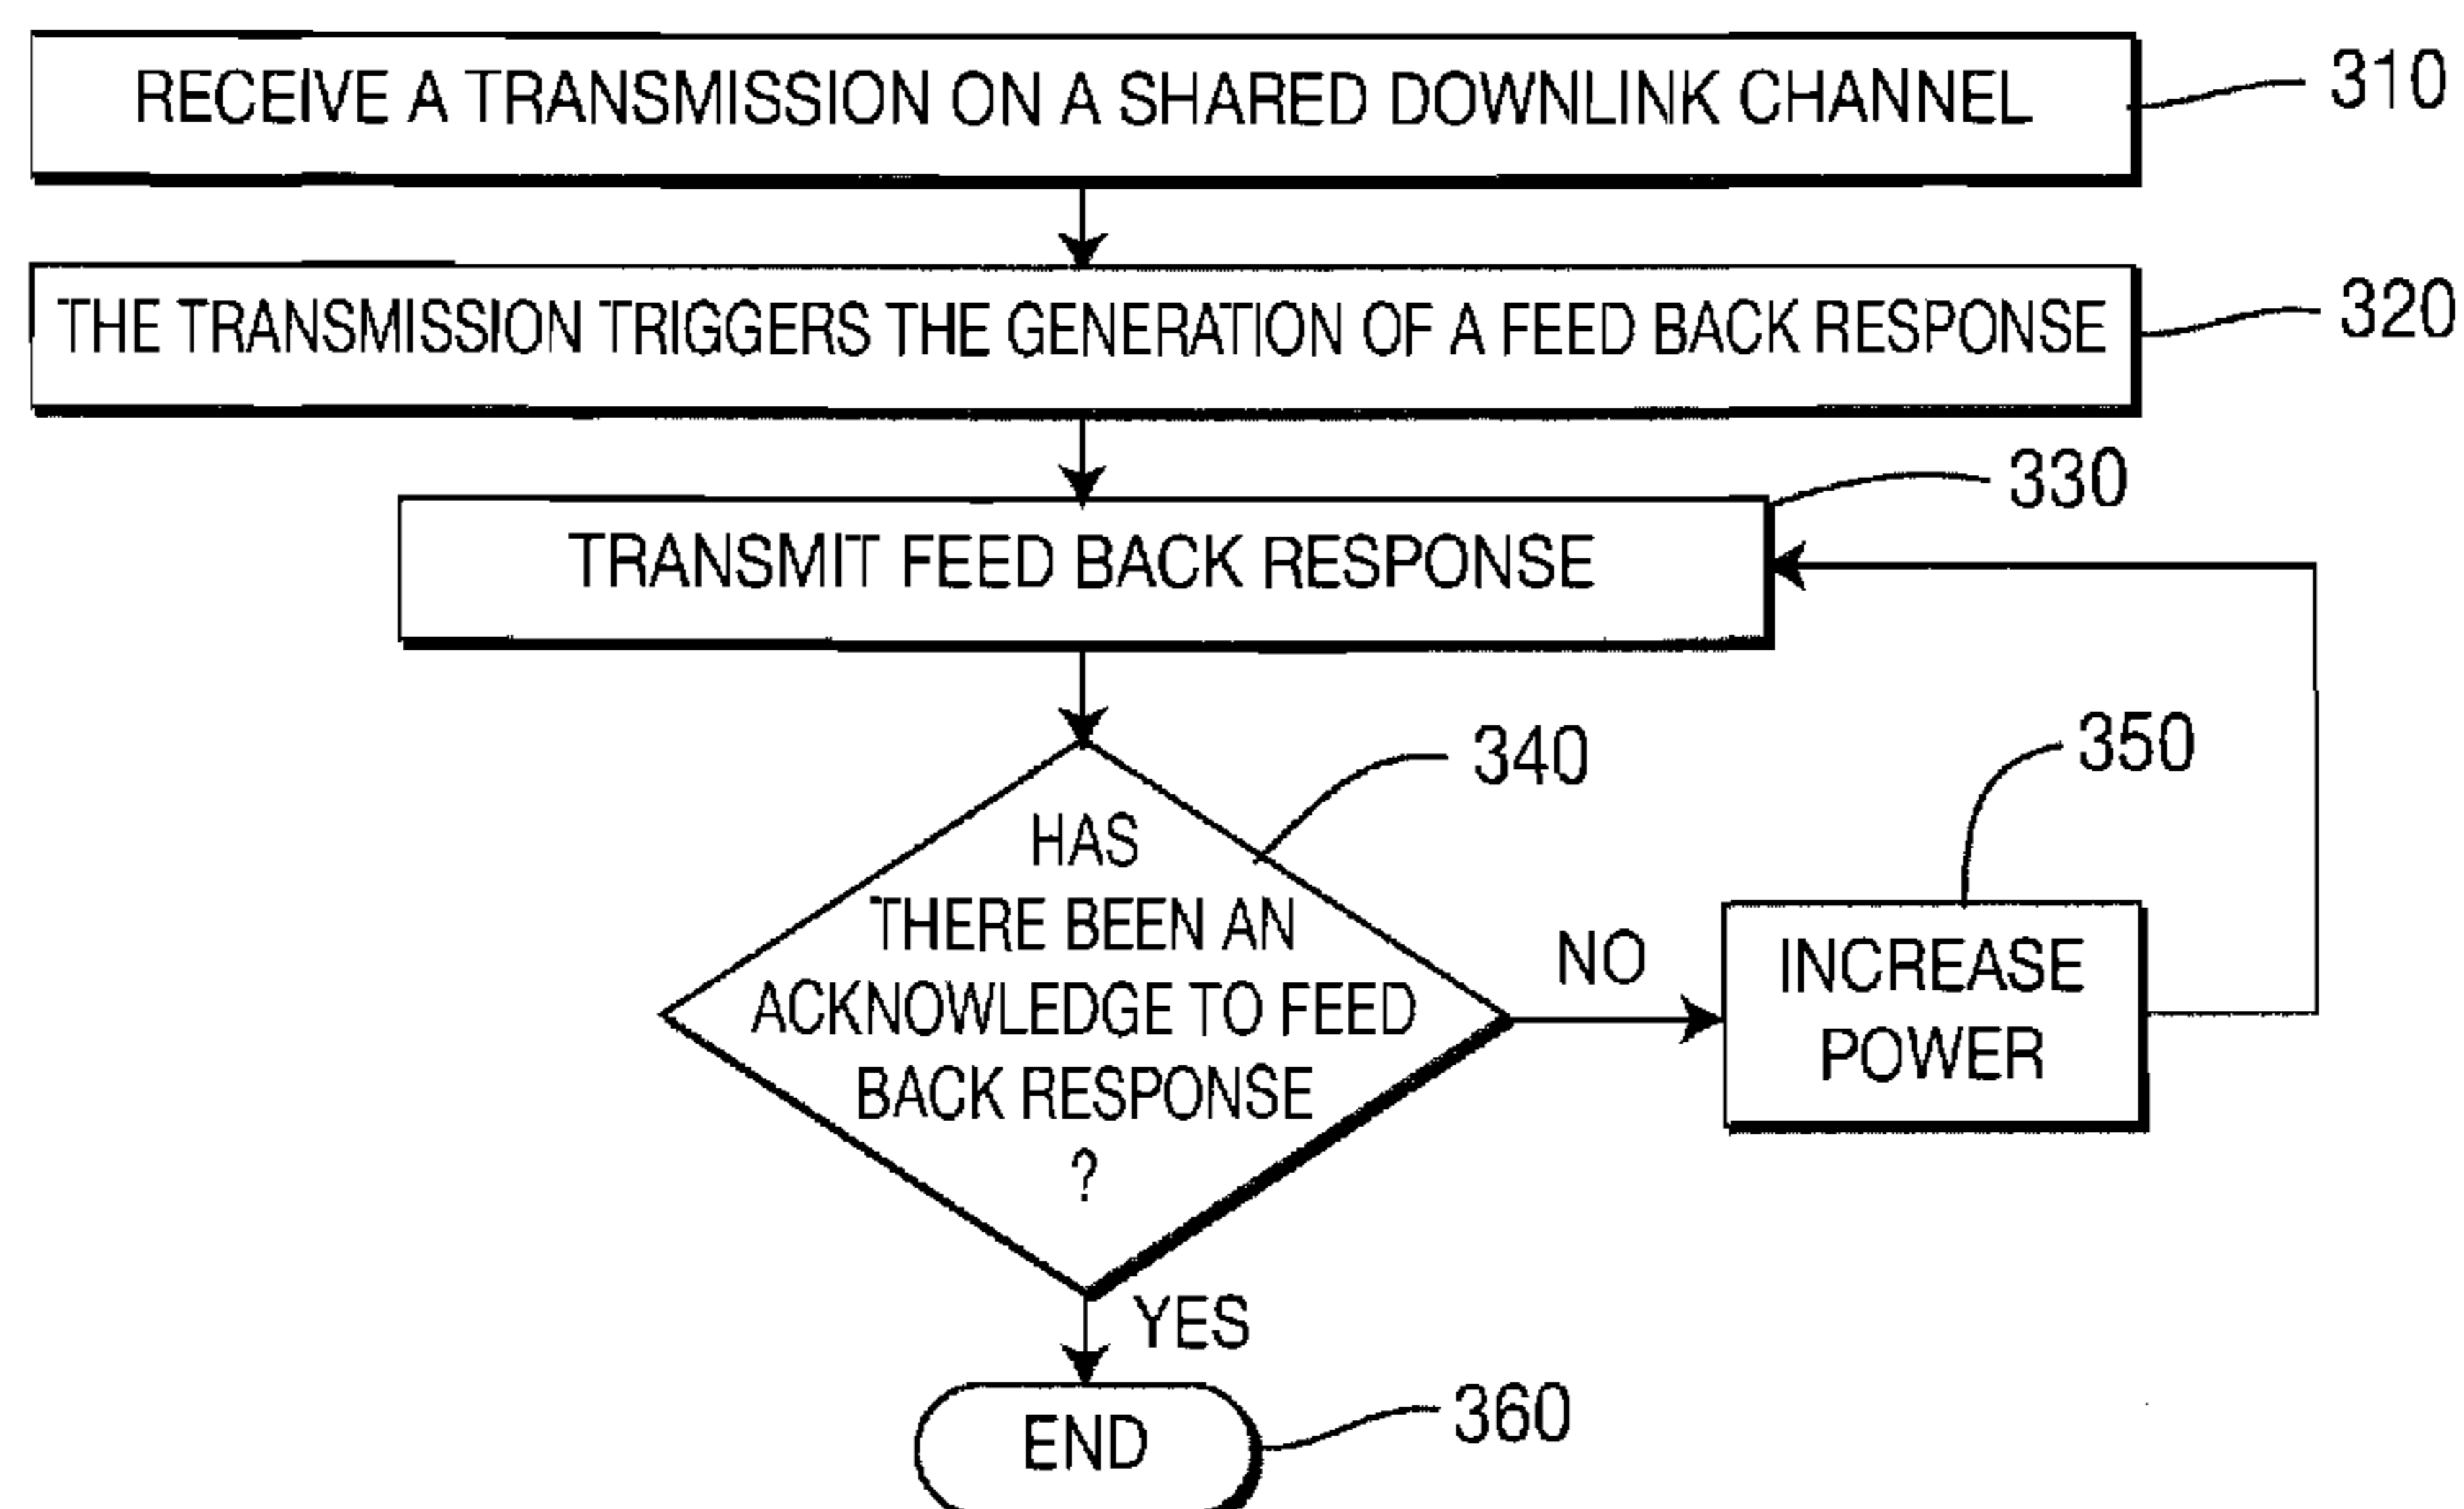 RECEIVE A TRANSMISSION ON A SHARED DOWNLINK CHANNEL
310
THE TRANSMISSION TRIGGERS THE GENERATION OF A FEED BACK RESPONSE
320
330
TRANSMIT FEED BACK RESPONSE
340
350
HAS
THERE BEEN AN
ACKNOWLEDGE TO FEED
BACK RESPONSE
?
NO
INCREASE
POWER
YES
END
360